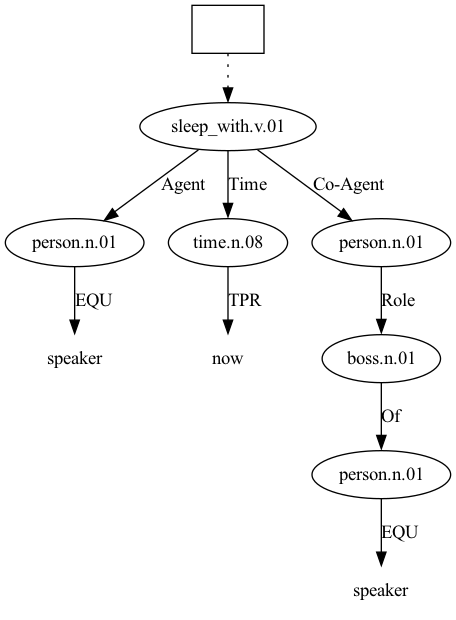 sleep_with.v.01
Agent Time Co-Agent
person.n.01 time.n.08 person.n.01
EQU TPR Role
speaker now boss.n.01
Of
person.n.01
EQU
speaker